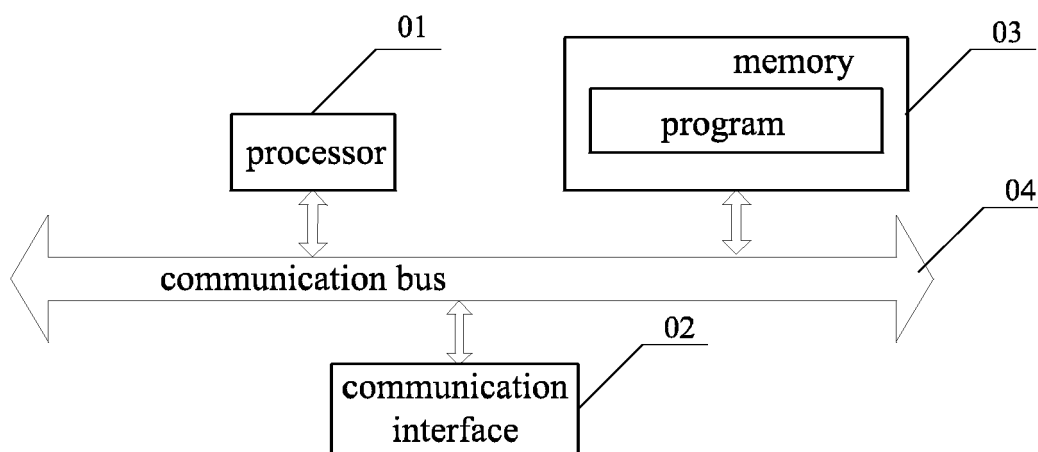 01
03
memory
program
processor
04
communication bus
02
communication
interface